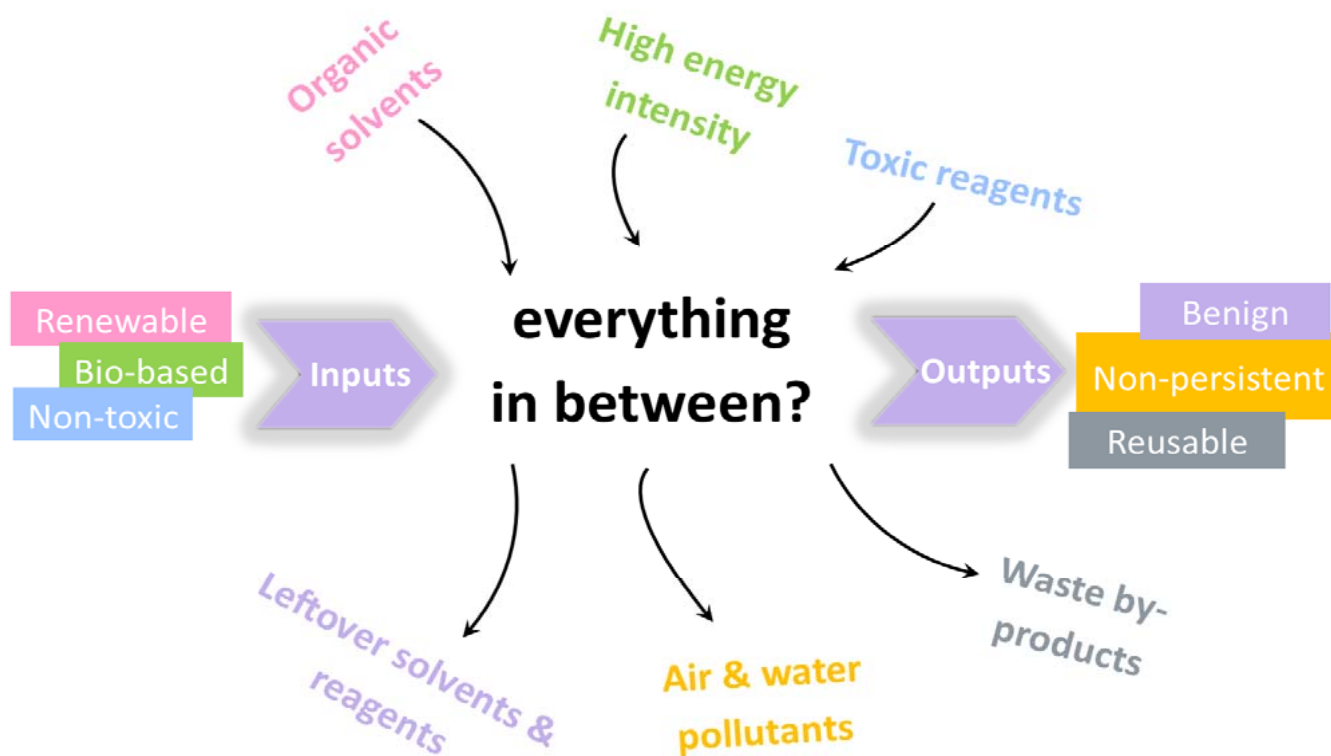 Organic
solvents
High energy
intensity
Toxic reagents
Renewable
Bio-based
Non-toxic
Inputs
everything
in between?
Outputs
Benign
Non-persistent
Reusable
Leftover solvents &
reagents
Air & water
pollutants
Waste by-
products